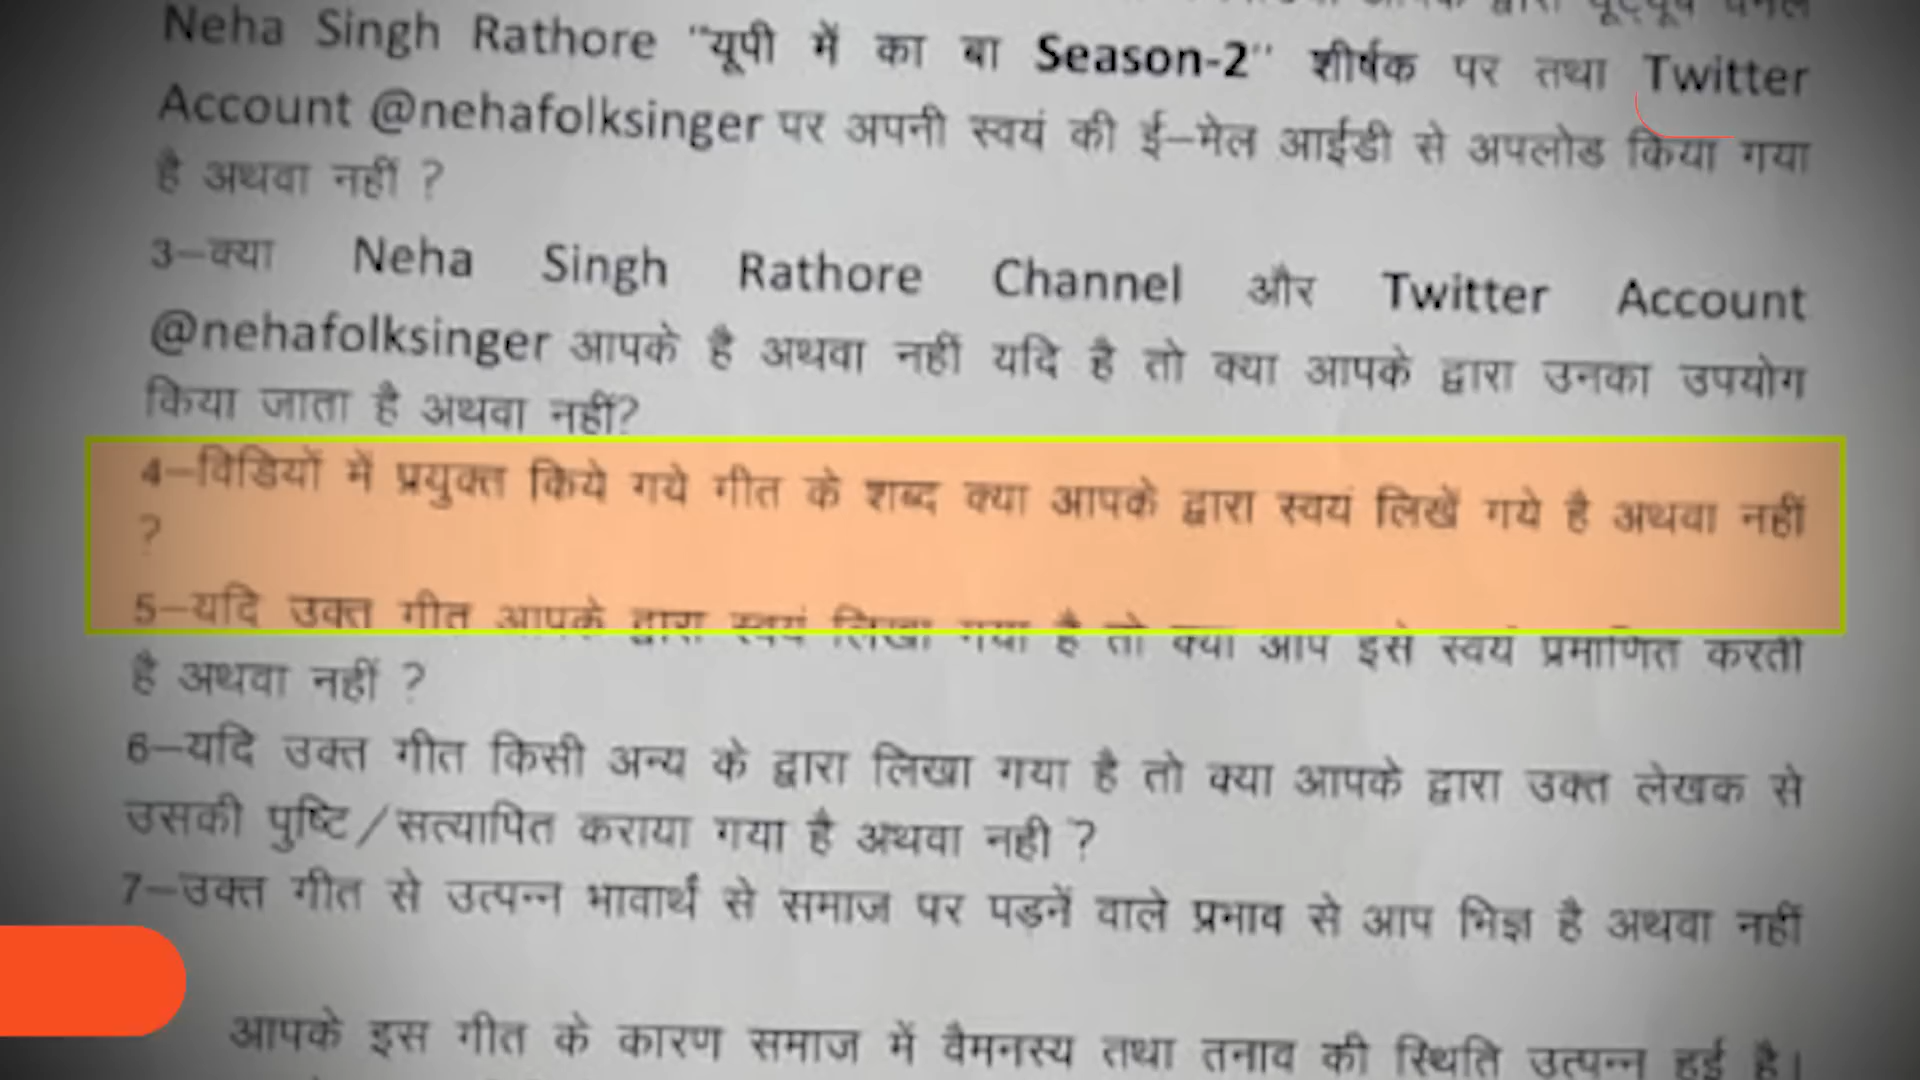 द्वारा यूट्यूब चैनल
Neha Singh Rathore "यूपी में का बा Season-2" शीर्षक पर तथा Twitter
Account @nehafolksinger पर अपनी स्वयं की ई–मेल आईडी से अपलोड किया गया
है अथवा नहीं ?
3–क्या Neha Singh Rathore Channel और Twitter Account
@nehafolksinger आपके है अथवा नहीं यदि है तो क्या आपके द्वारा उनका उपयोग
किया जाता है अथवा नहीं?
4–विडियों में प्रयुक्त किये गये गीत के शब्द क्या आपके द्वारा स्वयं लिखें गये है अथवा नहीं
?
5–यदि उक्त गीत आपके द्वारा स्वयं लिखा गया है तो क्या आप इसे स्वयं प्रमाणित करती
है अथवा नहीं ?
6–यदि उक्त गीत किसी अन्य के द्वारा लिखा गया है तो क्या आपके द्वारा उक्त लेखक से
उसकी पुष्टि/सत्यापित कराया गया है अथवा नही ?
7–उक्त गीत से उत्पन्न भावार्थ से समाज पर पड़नें वाले प्रभाव से आप भिज्ञ है अथवा नहीं
आपके इस गीत के कारण समाज में वैमनस्य तथा तनाव की स्थिति उत्पन्न हुई है।